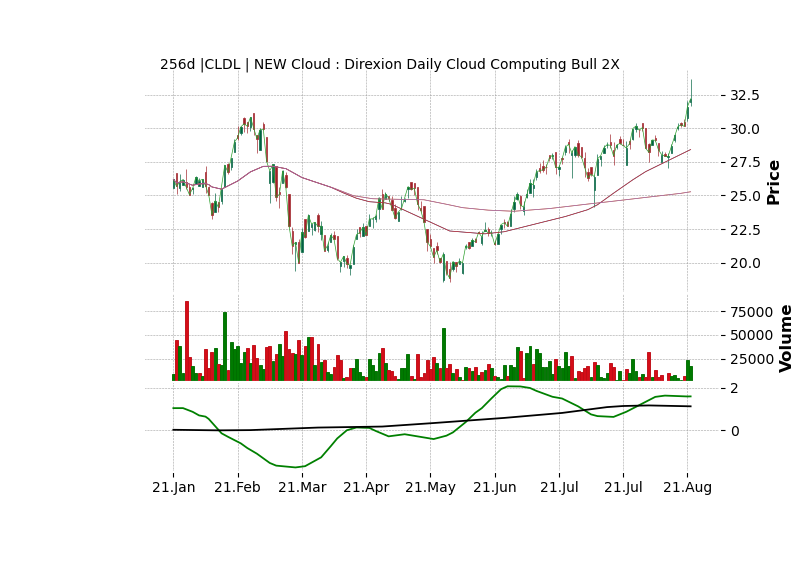 256d |CLDL | NEW Cloud : Direxion Daily Cloud Computing Bull 2X
32.5
30.0
27.5
25.0
22.5
20.0
Price
75000
50000
25000
Volume
2
0
21.Jan 21.Feb 21.Mar 21.Apr 21.May 21.Jun 21.Jul 21.Jul 21.Aug